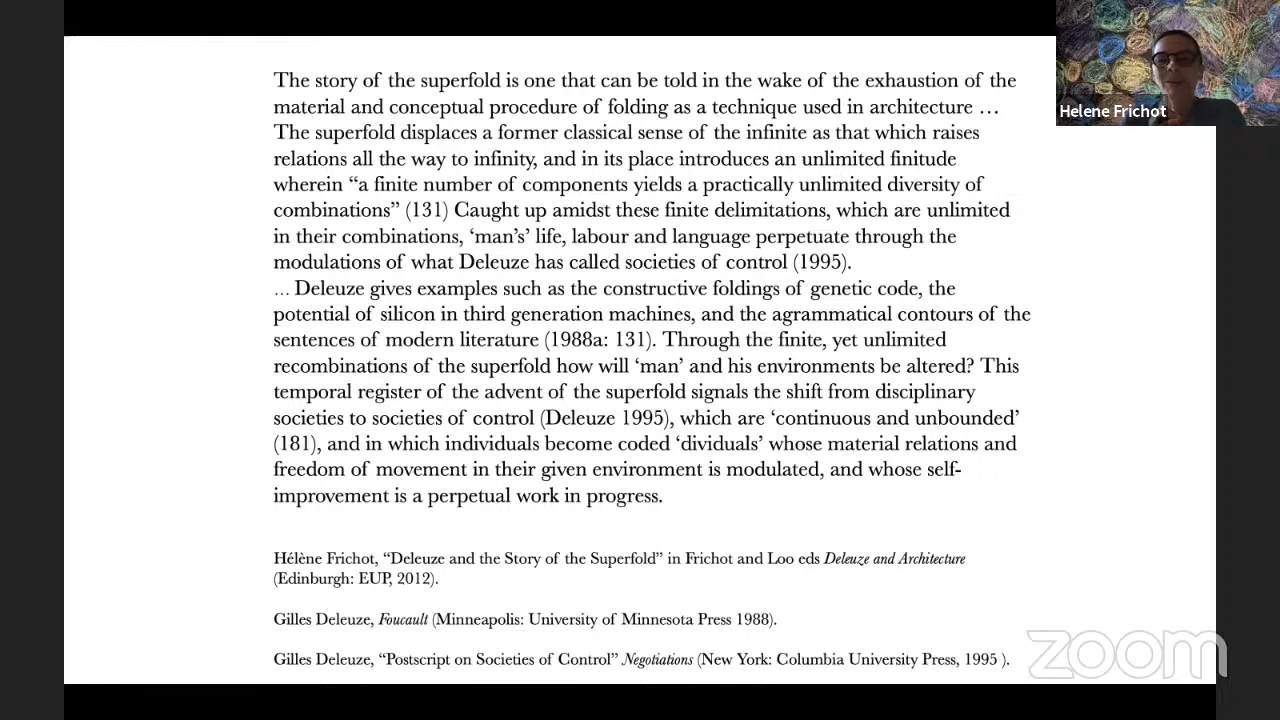 The story of the superfold is one that can be told in the wake of the exhaustion of the
material and conceptual procedure of folding as a technique used in architecture …
The superfold displaces a former classical sense of the infinite as that which raises
relations all the way to infinity, and in its place introduces an unlimited finitude
wherein “a finite number of components yields a practically unlimited diversity of
combinations” (131) Caught up amidst these finite delimitations, which are unlimited
in their combinations, ‘man’s’ life, labour and language perpetuate through the
modulations of what Deleuze has called societies of control (1995).
… Deleuze gives examples such as the constructive foldings of genetic code, the
potential of silicon in third generation machines, and the agrammatical contours of the
sentences of modern literature (1988a: 131). Through the finite, yet unlimited
recombinations of the superfold how will ‘man’ and his environments be altered? This
temporal register of the advent of the superfold signals the shift from disciplinary
societies to societies of control (Deleuze 1995), which are ‘continuous and unbounded’
(181), and in which individuals become coded ‘dividuals’ whose material relations and
freedom of movement in their given environment is modulated, and whose self-
improvement is a perpetual work in progress.
Hélène Frichot, “Deleuze and the Story of the Superfold” in Frichot and Loo eds Deleuze and Architecture
(Edinburgh: EUP, 2012).
Gilles Deleuze, Foucault (Minneapolis: University of Minnesota Press 1988).
Gilles Deleuze, “Postscript on Societies of Control” Negotiations (New York: Columbia University Press, 1995 ).
Helene Frichot
zoom